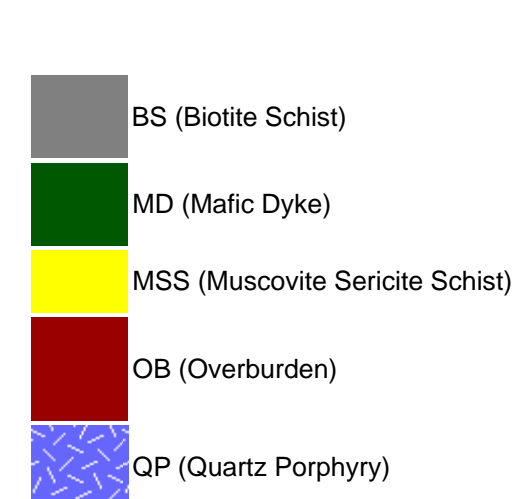 BS (Biotite Schist)
MD (Mafic Dyke)
MSS (Muscovite Sericite Schist)
OB (Overburden)
QP (Quartz Porphyry)